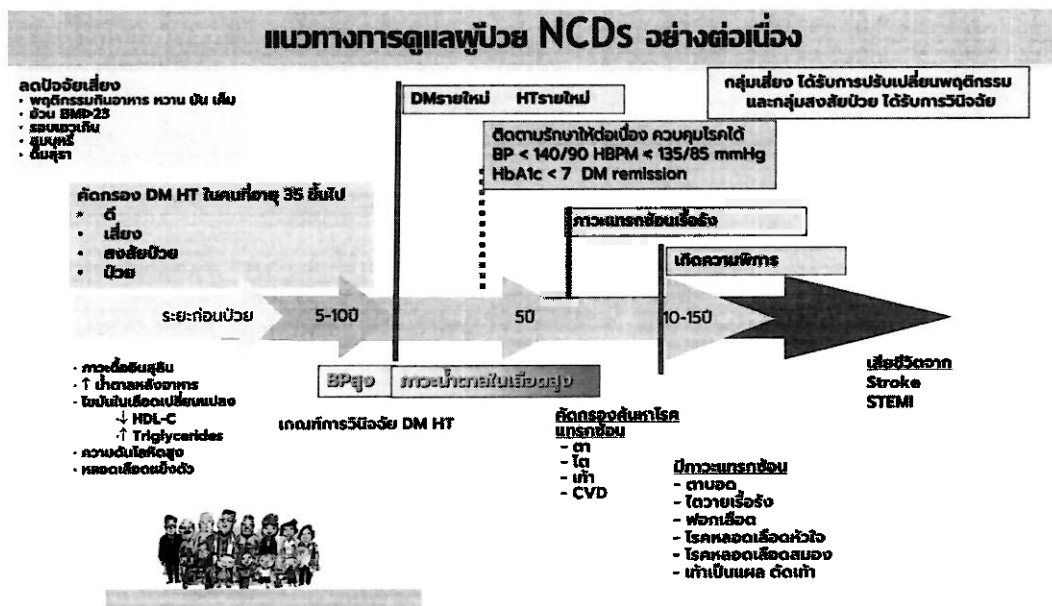 แนวทางการดูแลผู้ป่วย NCDs อย่างต่อเนื่อง
ลดปัจจัยเสี่ยง
• พฤติกรรมกินอาหาร หวาน มัน เค็ม
• อ้วน BMI>25
• รอบเอวเกิน
• สูบบุหรี่
• ดื่มสุรา
DMรายใหม่ HTรายใหม่
กลุ่มเสี่ยง ได้รับการปรับเปลี่ยนพฤติกรรม
และกลุ่มสงสัยป่วย ได้รับการวินิจฉัย
ติดตามรักษาให้ต่อเนื่อง ควบคุมโรคได้
BP < 140/90 HBPM < 135/85 mmHg
HbA1c < 7 DM remission
คัดกรอง DM HT ในคนที่อายุ 35 ขึ้นไป
• ดี
• เสี่ยง
• สงสัยป่วย
• ป่วย
ภาวะแทรกซ้อนเรื้อรัง
เกิดความพิการ
ระยะก่อนป่วย
5-10ปี
5ปี
10-15ปี
• ภาวะดื้ออินสุลิน
• ↑ น้ำตาลหลังอาหาร
• ไขมันในเลือดเปลี่ยนแปลง
↓ HDL-C
↑ Triglycerides
• ความดันโลหิตสูง
• หลอดเลือดแข็งตัว
BPสูง
ภาวะน้ำตาลในเลือดสูง
เกณฑ์การวินิจฉัย DM HT
คัดกรองค้นหาโรค
แทรกซ้อน
- ตา
- ไต
- เท้า
- CVD
มีภาวะแทรกซ้อน
- ตาบอด
- ไตวายเรื้อรัง
- ฟอกเลือด
- โรคหลอดเลือดหัวใจ
- โรคหลอดเลือดสมอง
- เท้าเป็นแผล ตัดเท้า
เสียชีวิตจาก
Stroke
STEMI